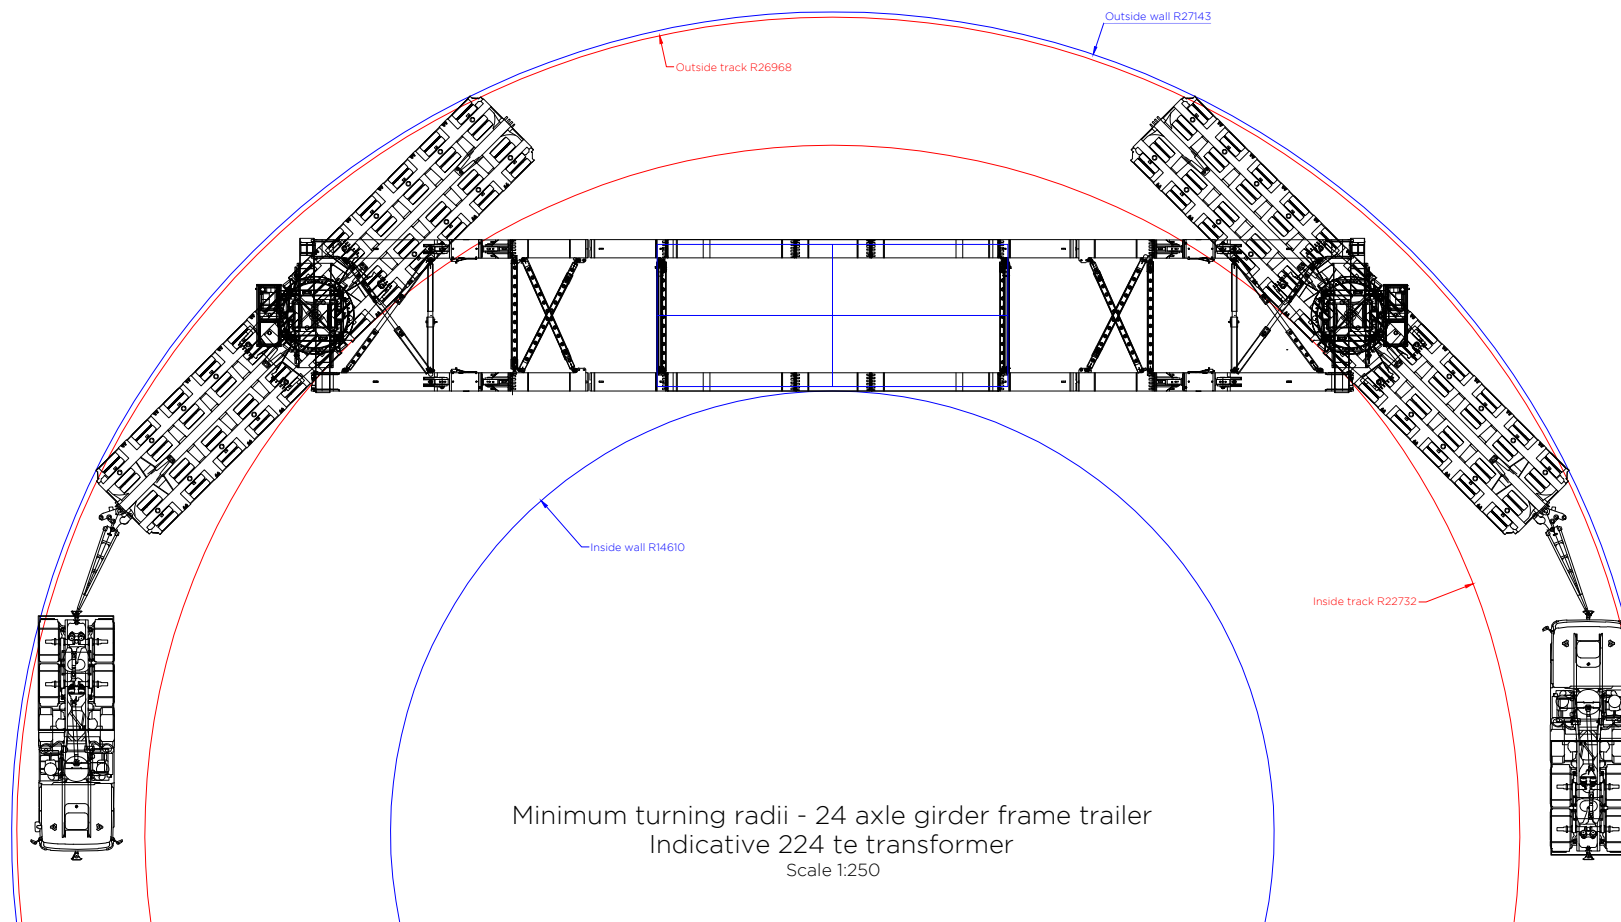 Outside wall R27143
Outside track R26968
Inside wall R14610
Inside track R22732
Minimum turning radii - 24 axle girder frame trailer
Indicative 224 te transformer
Scale 1:250